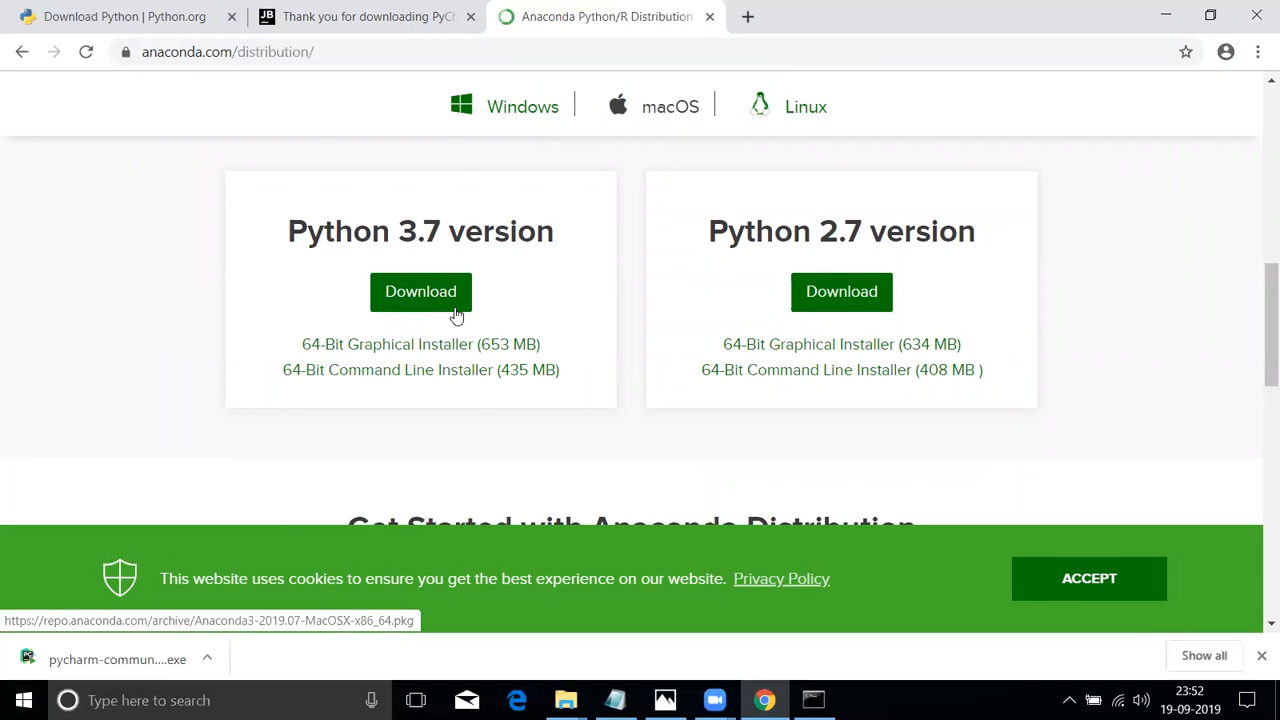 Download Python | Python.org
JB
Thank you for downloading PyCh
Anaconda Python/R Distribution
anaconda.com/distribution/
Windows
macOS
Linux
Python 3.7 version
Download
64-Bit Graphical Installer (653 MB)
64-Bit Command Line Installer (435 MB)
Python 2.7 version
Download
64-Bit Graphical Installer (634 MB)
64-Bit Command Line Installer (408 MB )
Get Started with Anaconda Distribution
This website uses cookies to ensure you get the best experience on our website. Privacy Policy
ACCEPT
https://repo.anaconda.com/archive/Anaconda3-2019.07-MacOSX-x86_64.pkg
pycharm-commun....exe
Show all
Type here to search
23:52
19-09-2019